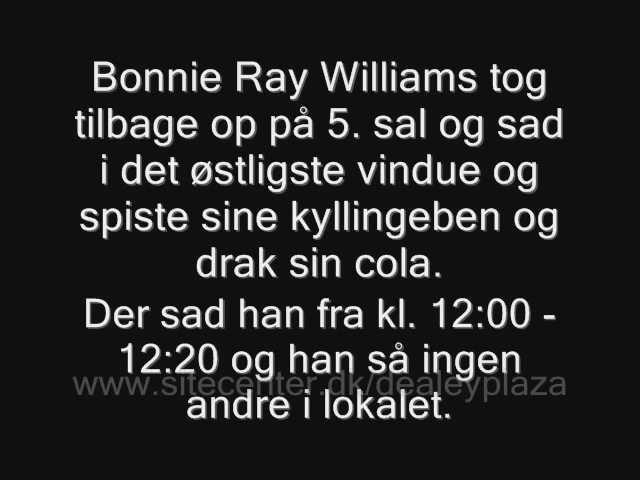 Bonnie Ray Williams tog
tilbage op på 5. sal og sad
i det østligste vindue og
spiste sine kyllingeben og
drak sin cola.
Der sad han fra kl. 12:00 -
12:20 og han så ingen
www.sitecenter.dk/dealeyplaza
andre i lokalet.